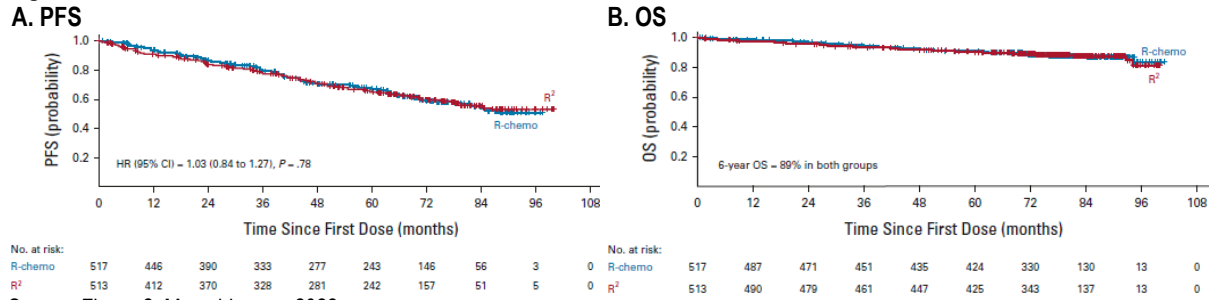 A. PFS
1.0
0.8
0.6
0.4
0.2
PFS (probability)
R²
R-chemo
HR (95% CI) = 1.03 (0.84 to 1.27), P = .78
0 12 24 36 48 60 72 84 96 108
Time Since First Dose (months)
No. at risk:
R-chemo 517 446 390 333 277 243 146 56 3 0
R² 513 412 370 328 281 242 157 51 5 0
B. OS
1.0
0.8
0.6
0.4
0.2
OS (probability)
R-chemo
R²
6-year OS = 89% in both groups
0 12 24 36 48 60 72 84 96 108
Time Since First Dose (months)
No. at risk:
R-chemo 517 487 471 451 435 424 330 130 13 0
R² 513 490 479 461 447 425 343 137 13 0